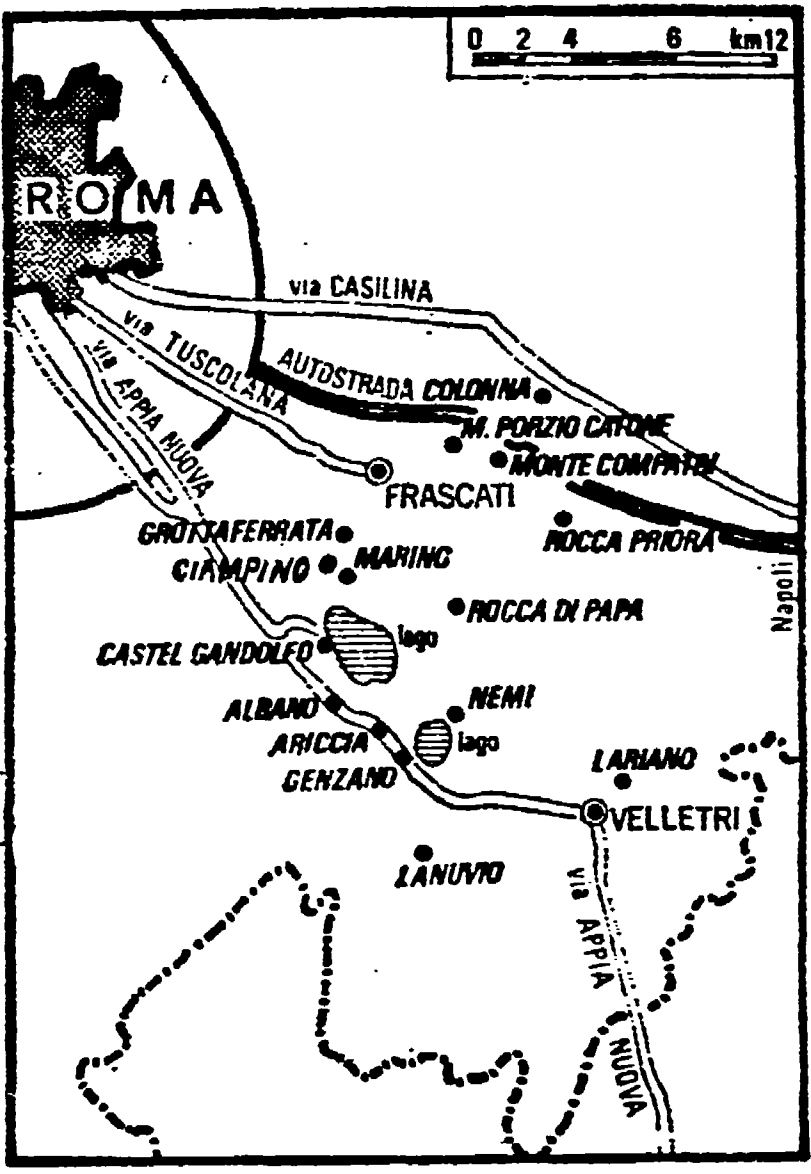 0 2 4 6 km12
ROMA
via CASILINA
via TUSCOLANA
via APPIA NUOVA
AUTOSTRADA
COLONNA
M. PORZIO CATONE
MONTE COMPATRI
FRASCATI
GROTTAFERRATA
ROCCA PRIORA
CIAMPINO
MARINO
Napoli
ROCCA DI PAPA
lago
CASTEL GANDOLFO
NEMI
ALBANO
ARICCIA
lago
GENZANO
LARIANO
VELLETRI
LANUVIO
via APPIA NUOVA